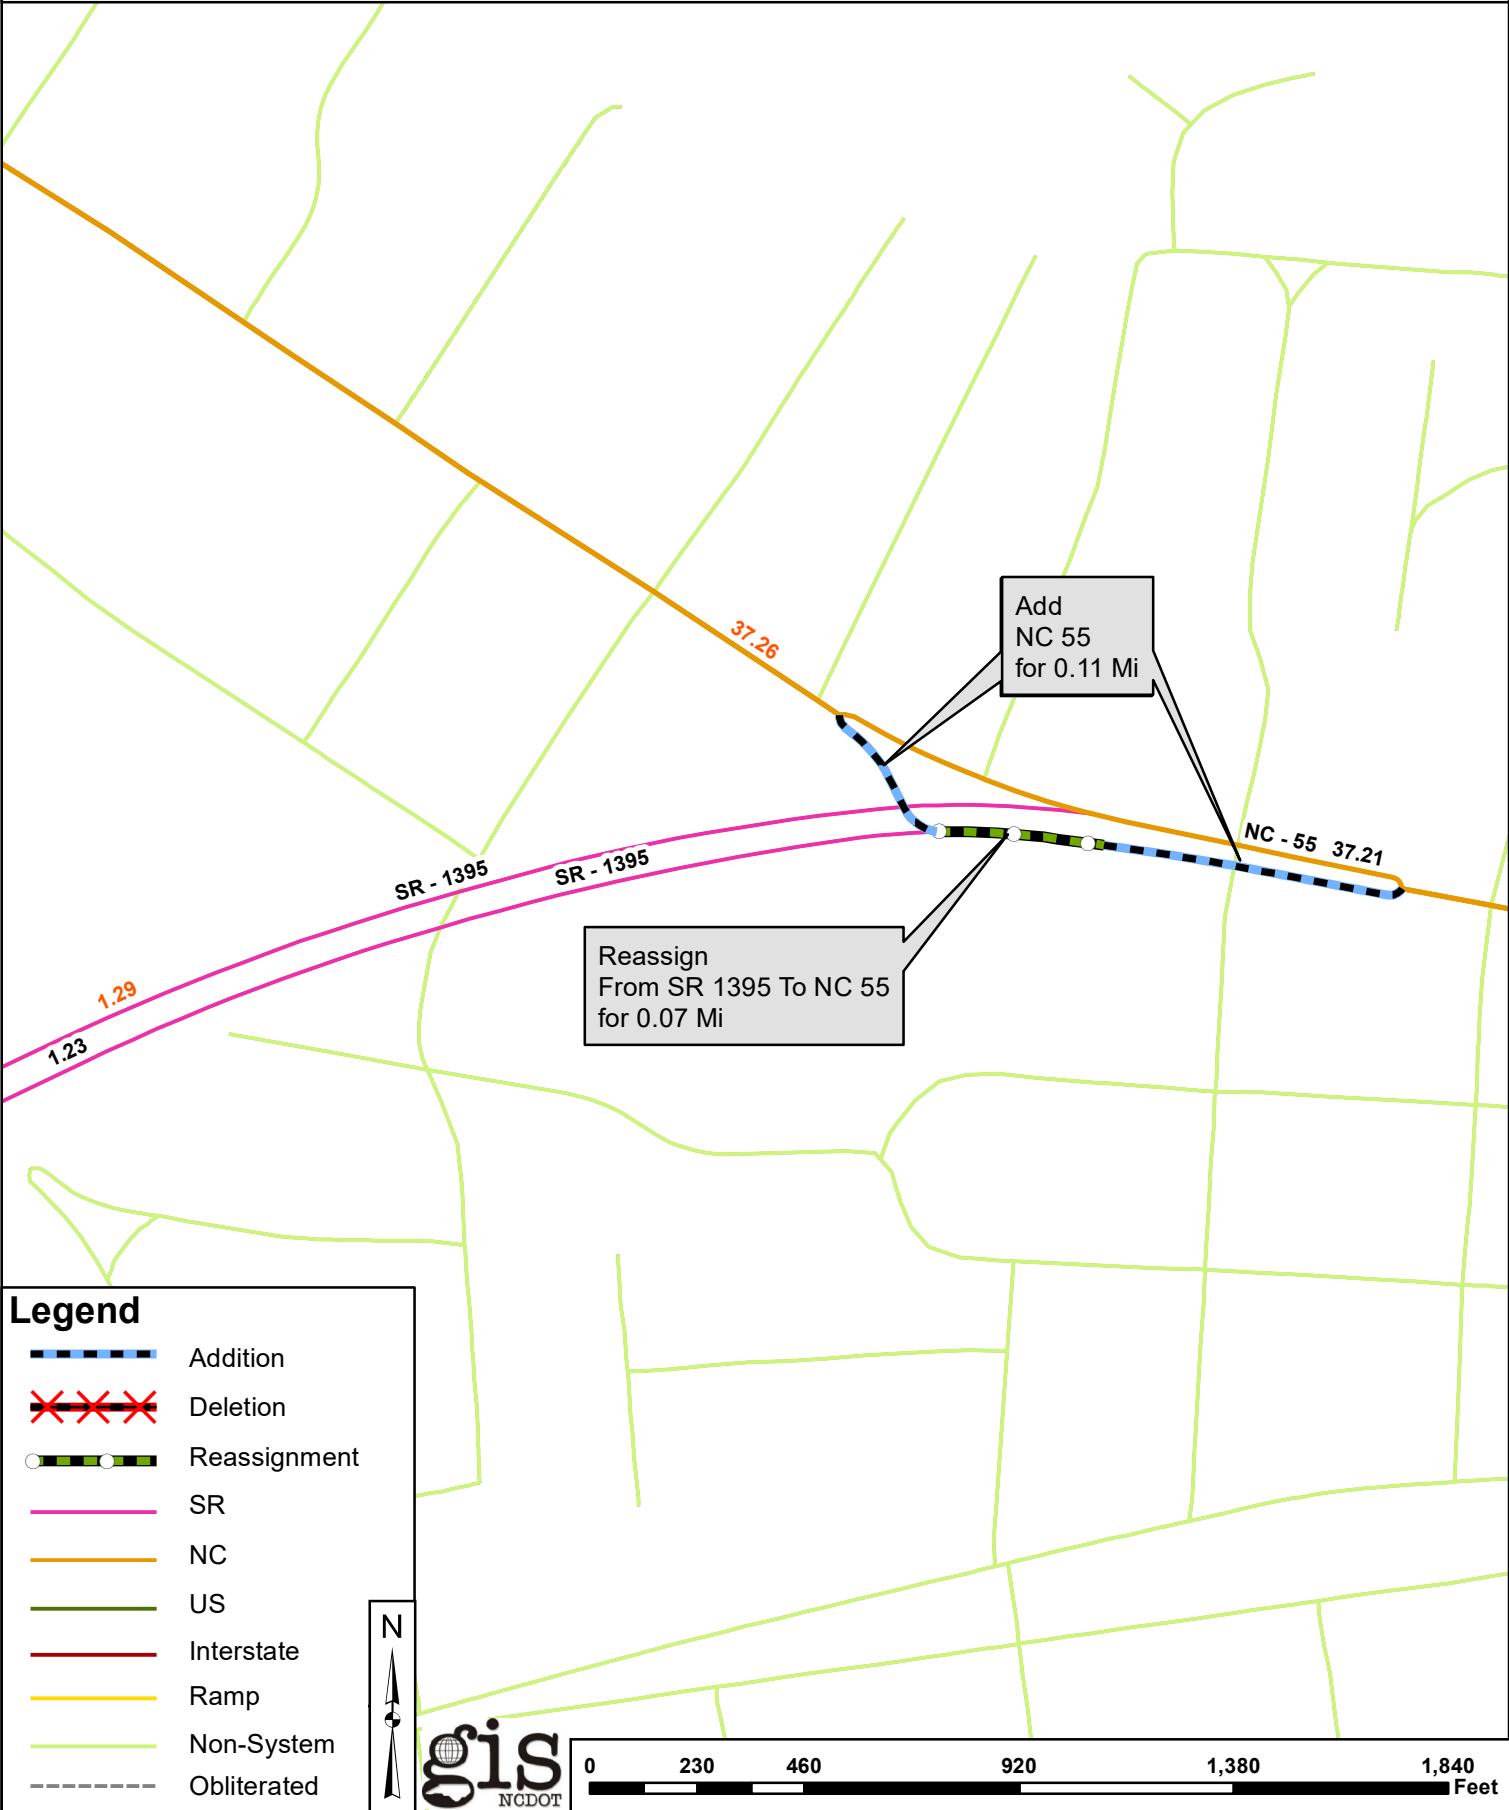 37.26
Add
NC 55
for 0.11 Mi
NC - 55 37.21
SR - 1395
SR - 1395
Reassign
From SR 1395 To NC 55
for 0.07 Mi
1.29
1.23
Legend
Addition
Deletion
Reassignment
SR
NC
US
Interstate
Ramp
Non-System
Obliterated
N
gis
NCDOT
0 230 460 920 1,380 1,840
Feet